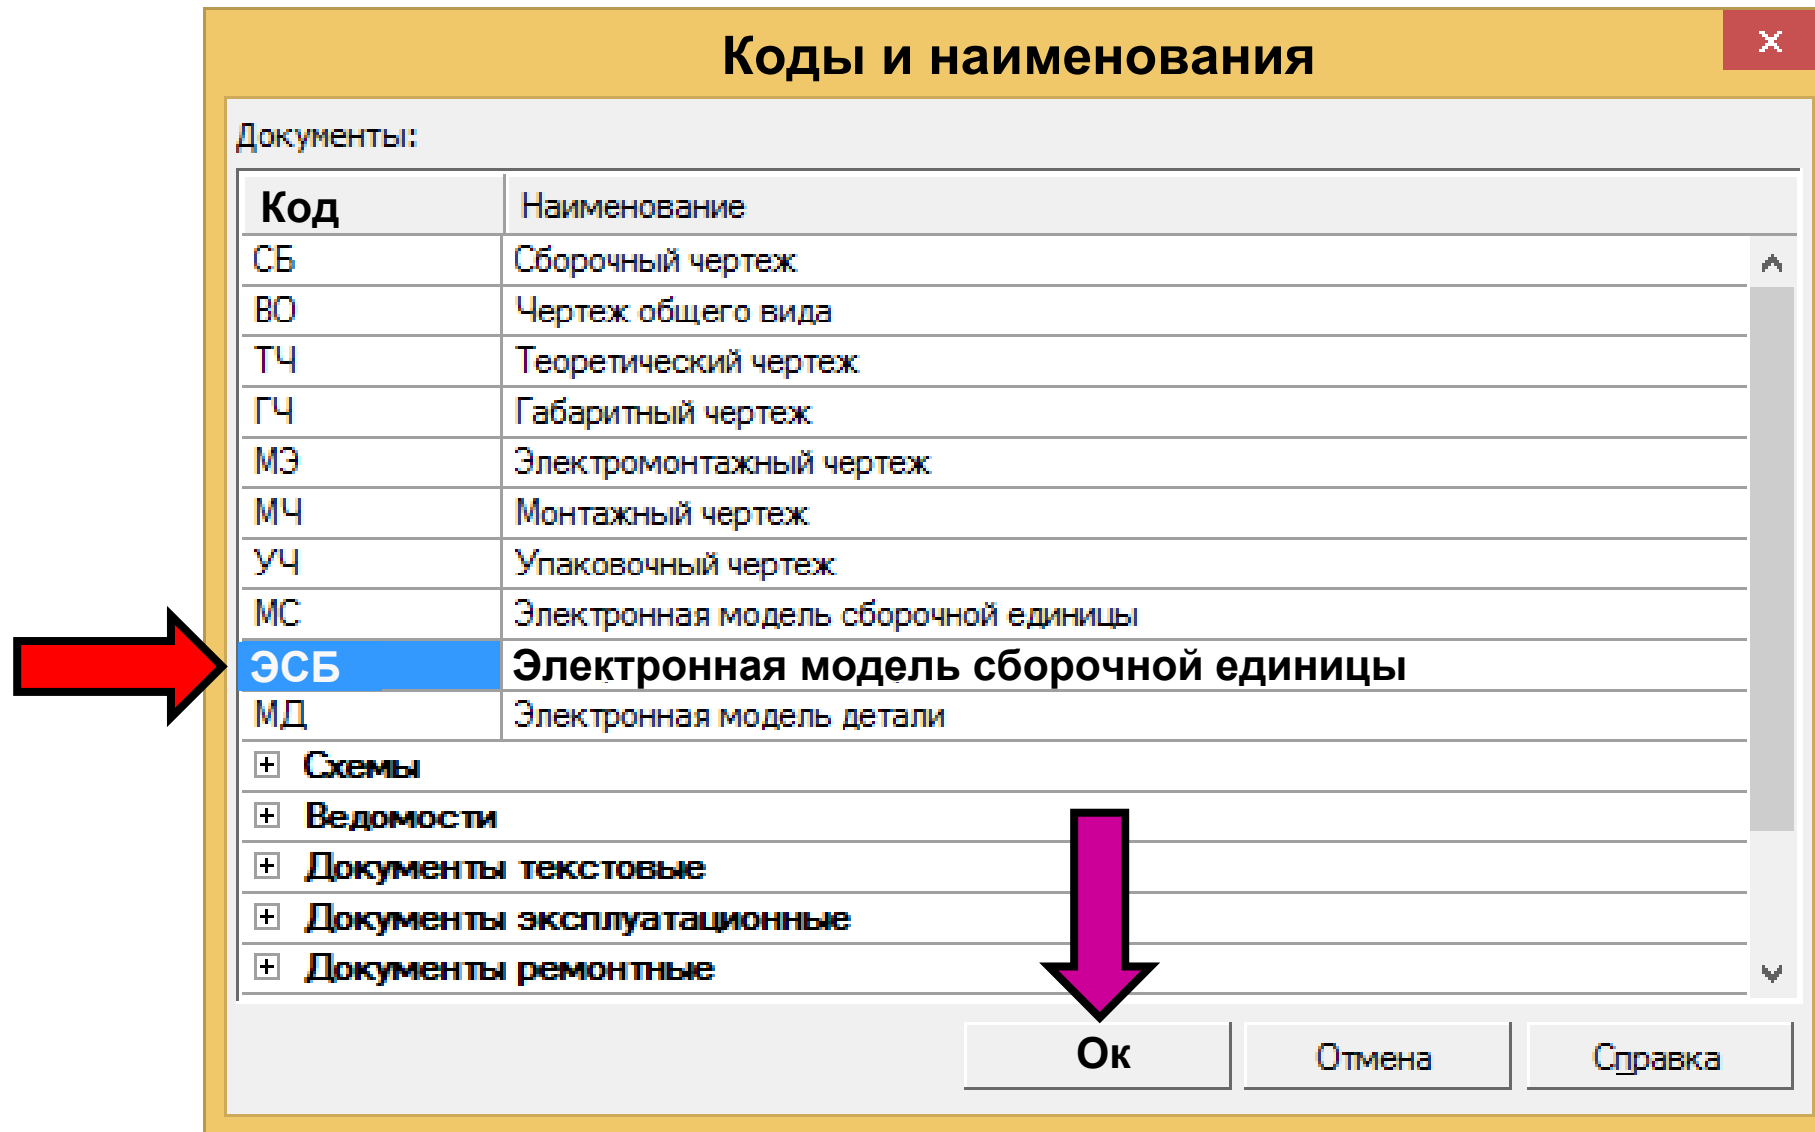 Коды и наименования
Документы:
Код Наименование
СБ Сборочный чертеж
ВО Чертеж общего вида
ТЧ Теоретический чертеж
ГЧ Габаритный чертеж
МЭ Электромонтажный чертеж
МЧ Монтажный чертеж
УЧ Упаковочный чертеж
МС Электронная модель сборочной единицы
ЭСБ Электронная модель сборочной единицы
МД Электронная модель детали
Схемы
Ведомости
Документы текстовые
Документы эксплуатационные
Документы ремонтные
Ок Отмена Справка